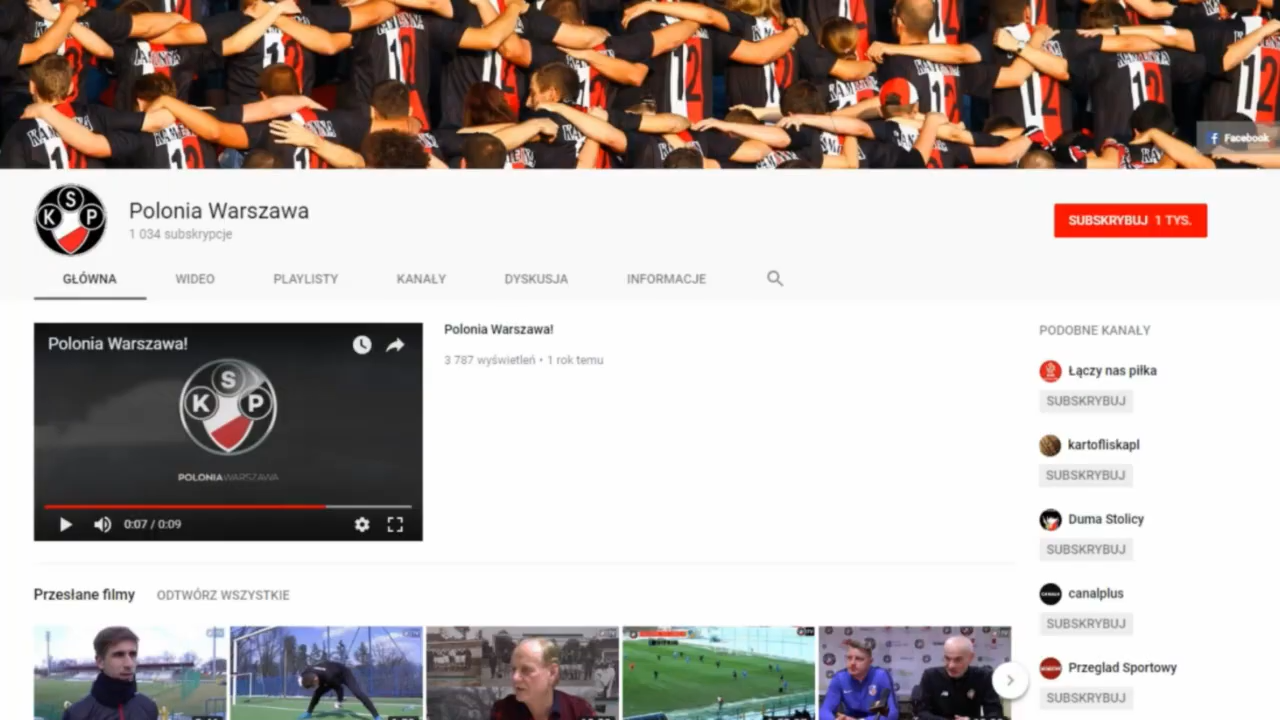 Facebook
KSP
Polonia Warszawa
1 034 subskrypcje
SUBSKRYBUJ 1 TYS.
GŁÓWNA WIDEO PLAYLISTY KANAŁY DYSKUSJA INFORMACJE
Polonia Warszawa!
KSP
POLONIAWARSZAWA
0:07 / 0:09
Polonia Warszawa!
3 787 wyświetleń • 1 rok temu
PODOBNE KANAŁY
Łączy nas piłka
SUBSKRYBUJ
kartofliskapl
SUBSKRYBUJ
Duma Stolicy
SUBSKRYBUJ
canalplus
SUBSKRYBUJ
Przeglad Sportowy
SUBSKRYBUJ
Przesłane filmy ODTWÓRZ WSZYSTKIE